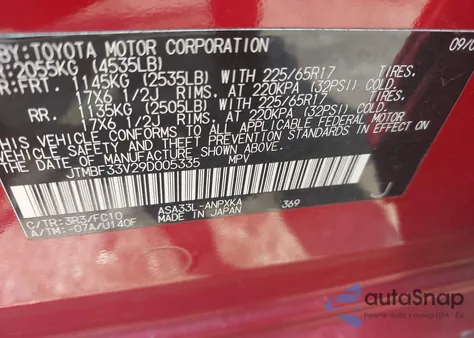 BY: TOYOTA MOTOR CORPORATION 09/0
R: 2055KG (4535LB)
R: FRT. 1145KG (2535LB) WITH 225/65R17 TIRES,
17X6 1/2J RIMS, AT 220KPA (32PSI) COLD.
RR. 1135KG (2505LB) WITH 225/65R17 TIRES,
17X6 1/2J RIMS, AT 220KPA (32PSI) COLD.
THIS VEHICLE CONFORMS TO ALL APPLICABLE FEDERAL MOTOR
VEHICLE SAFETY AND THEFT PREVENTION STANDARDS IN EFFECT ON
THE DATE OF MANUFACTURE SHOWN ABOVE.
JTMBF33V29D005335 MPV
C/TR: 3R3/FC10 ASA33L-ANPXKA 369
A/TM: -07A/U140F MADE IN JAPAN J
autoSnap